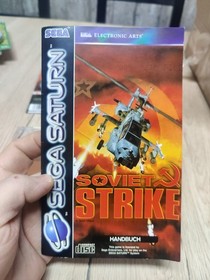 SEGA
ELECTRONIC ARTS
SEGA SATURN
SOVIET
STRIKE
HANDBUCH